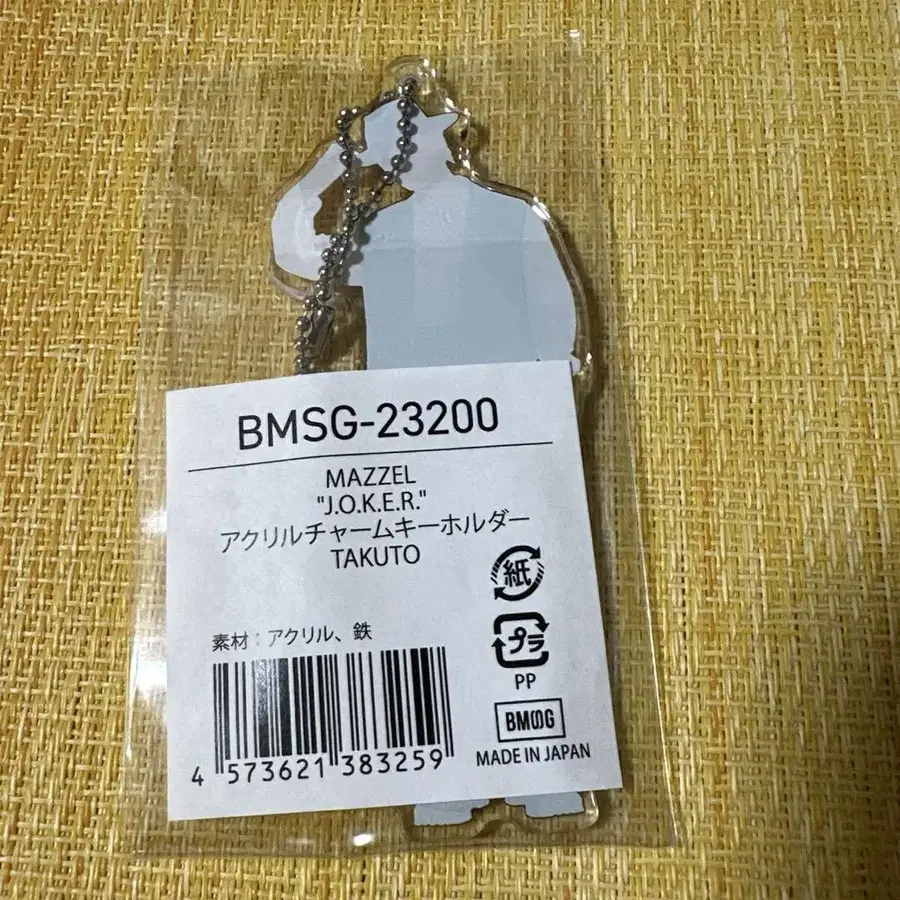 BMSG-23200
MAZZEL
"J.O.K.E.R."
アクリルチャームキーホルダー
TAKUTO
紙
プラ
PP
素材：アクリル、鉄
BMSG
MADE IN JAPAN
4 573621 383259